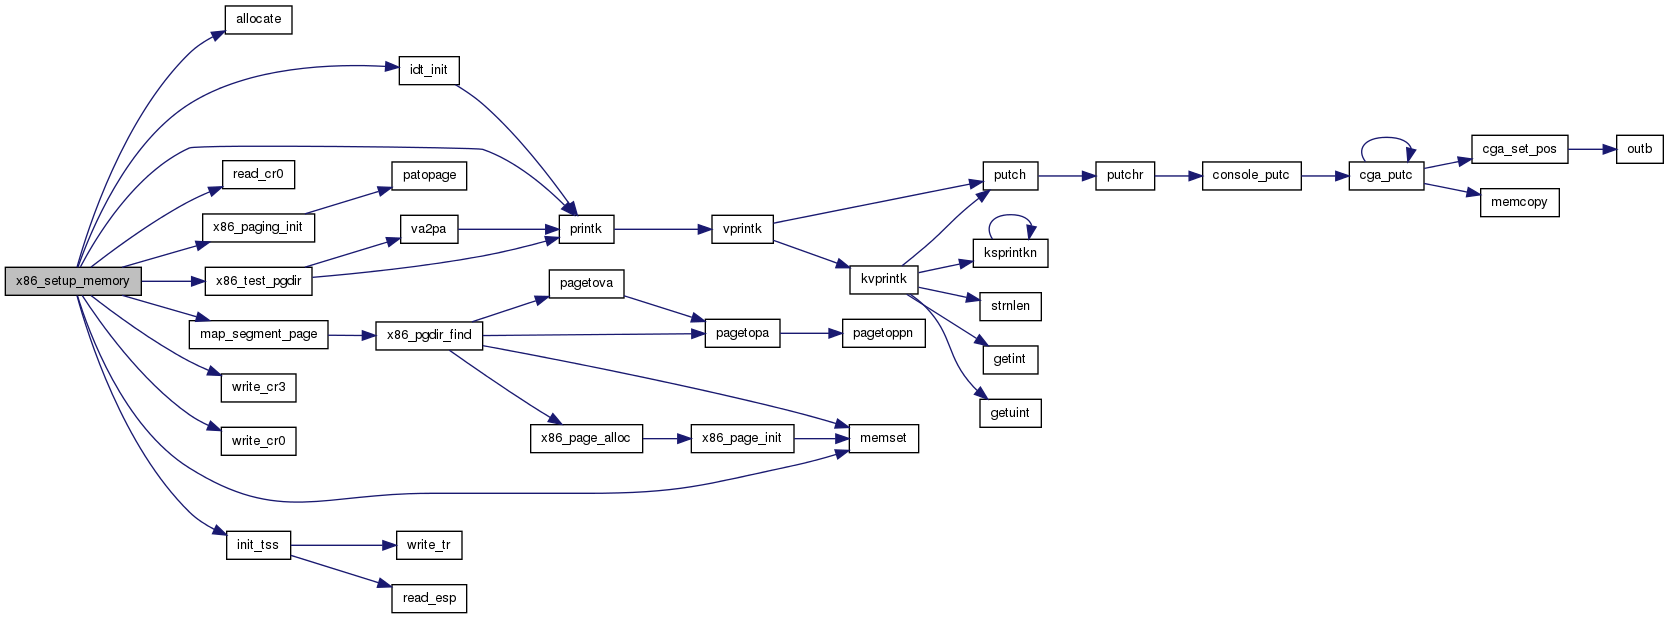 allocate
idt_init
read_cr0
patopage
x86_paging_init
va2pa
printk
vprintk
putch
putchr
console_putc
cga_putc
cga_set_pos
outb
memcopy
ksprintkn
x86_setup_memory
x86_test_pgdir
pagetova
kvprintk
strnlen
map_segment_page
x86_pgdir_find
pagetopa
pagetoppn
getint
write_cr3
getuint
write_cr0
x86_page_alloc
x86_page_init
memset
init_tss
write_tr
read_esp